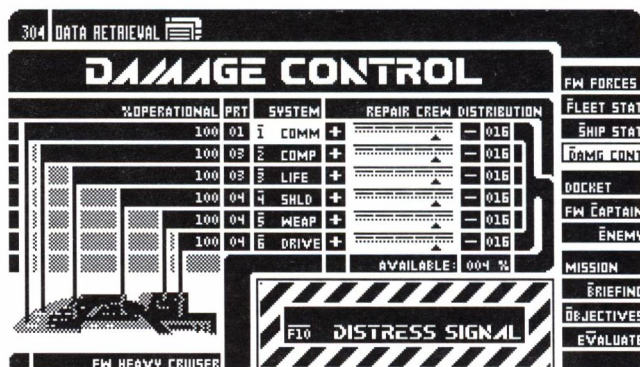 304 DATA RETRIEVAL
DAMAGE CONTROL
%OPERATIONAL PRT SYSTEM REPAIR CREW DISTRIBUTION
100 01 1 COMM + − 016
100 03 2 COMP + − 016
100 03 3 LIFE + − 016
100 04 4 SHLD + − 016
100 04 5 WEAP + − 016
100 04 6 DRIVE + − 016
AVAILABLE: 004 %
F10 DISTRESS SIGNAL
FW HEAVY CRUISER
FW FORCES
FLEET STAT
SHIP STAT
DAMG CONT
DOCKET
FW CAPTAIN
ENEMY
MISSION
BRIEFING
OBJECTIVES
EVALUATE